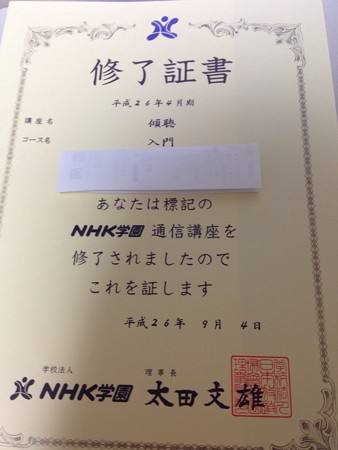 修了証書
平成26年4月期
講座名 傾聴
コース名 入門
あなたは標記の
NHK学園 通信講座を
修了されましたので
これを証します
平成26年 9月 4日
学校法人 理事長
NHK学園 太田文雄